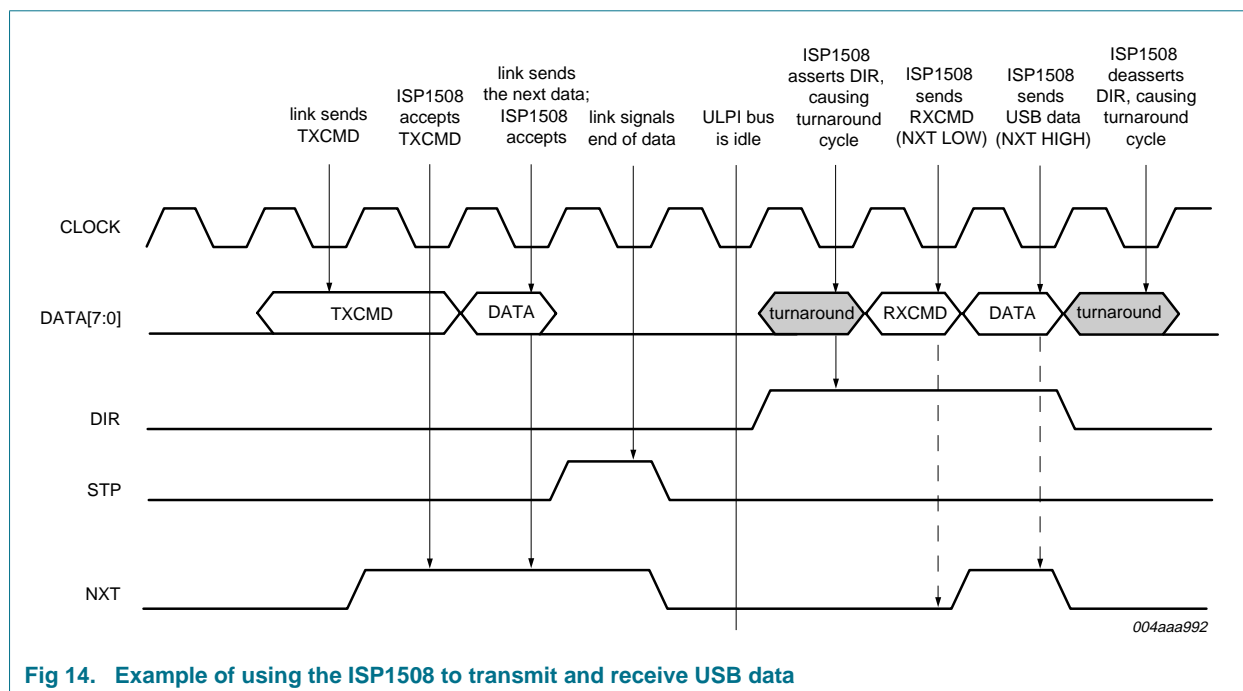 link sends
TXCMD
ISP1508
accepts
TXCMD
link sends
the next data;
ISP1508
accepts
link signals
end of data
ULPI bus
is idle
ISP1508
asserts DIR,
causing
turnaround
cycle
ISP1508
sends
RXCMD
(NXT LOW)
ISP1508
sends
USB data
(NXT HIGH)
ISP1508
deasserts
DIR, causing
turnaround
cycle
CLOCK
DATA[7:0]
TXCMD
DATA
turnaround
RXCMD
DATA
turnaround
DIR
STP
NXT
004aaa992
Fig 14. Example of using the ISP1508 to transmit and receive USB data